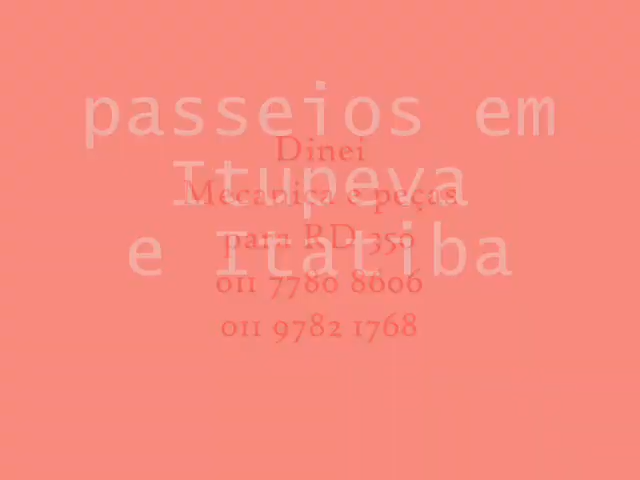 passeios em
Itupeva
e Itatiba
Dinei
Mecanica e peças
para RD 350
011 7780 8606
011 9782 1768